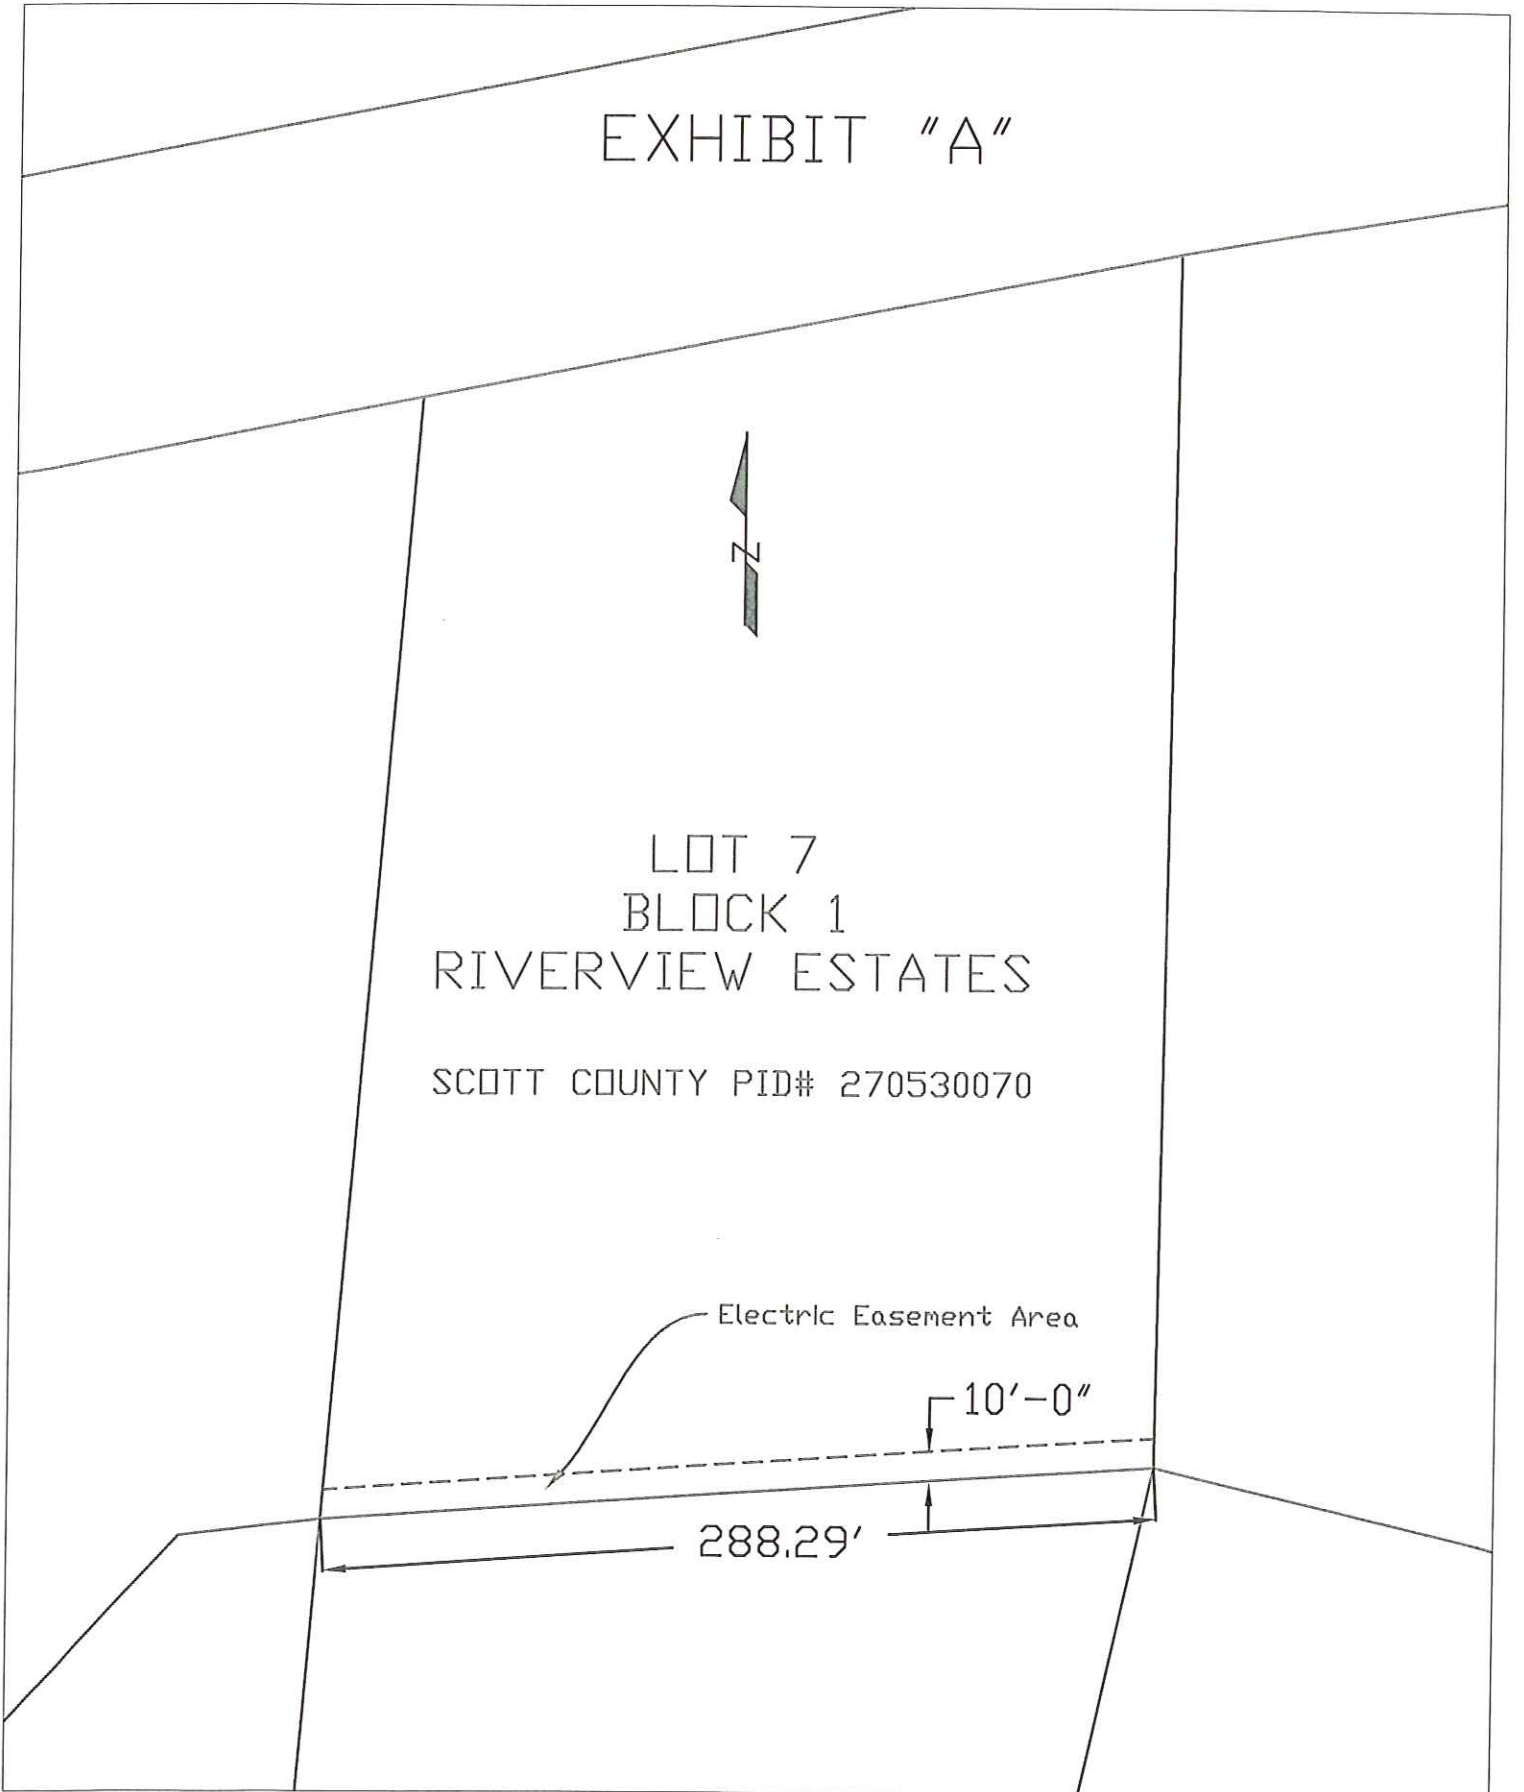 EXHIBIT "A"
N
LOT 7
BLOCK 1
RIVERVIEW ESTATES
SCOTT COUNTY PID# 270530070
Electric Easement Area
10'-0"
288.29'